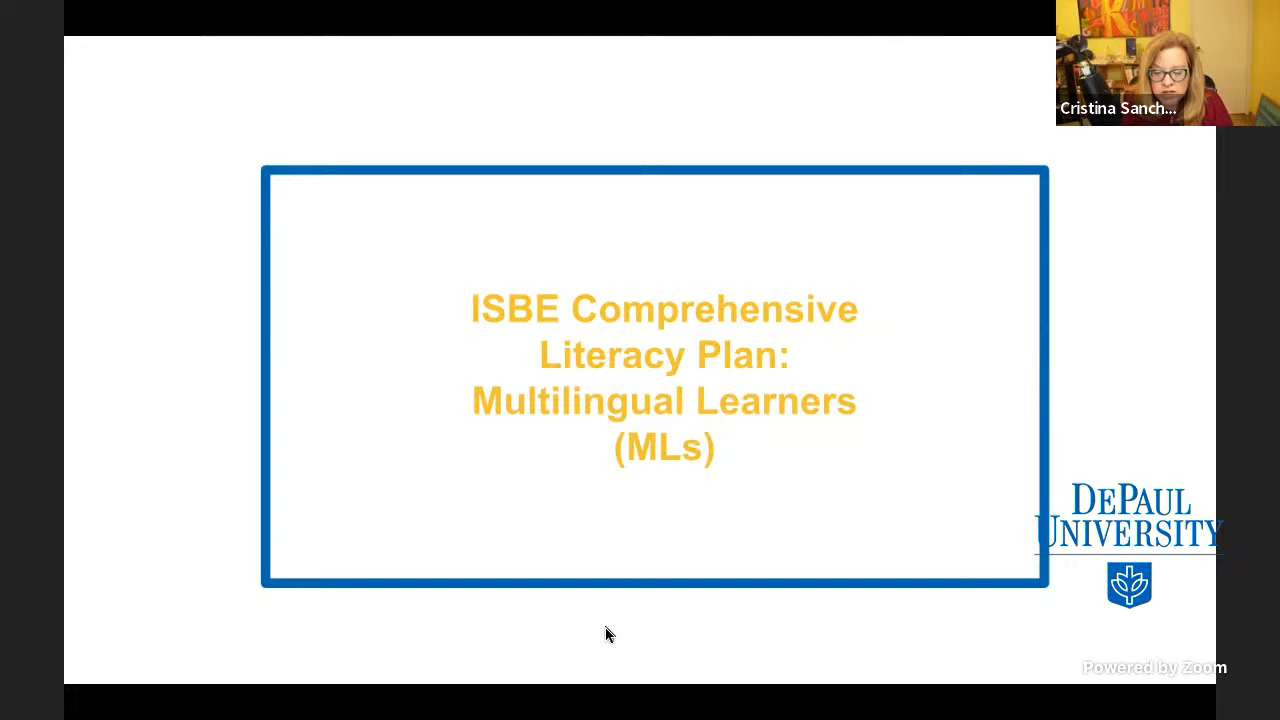 Cristina Sanch...
ISBE Comprehensive
Literacy Plan:
Multilingual Learners
(MLs)
DEPAUL
UNIVERSITY
Powered by Zoom